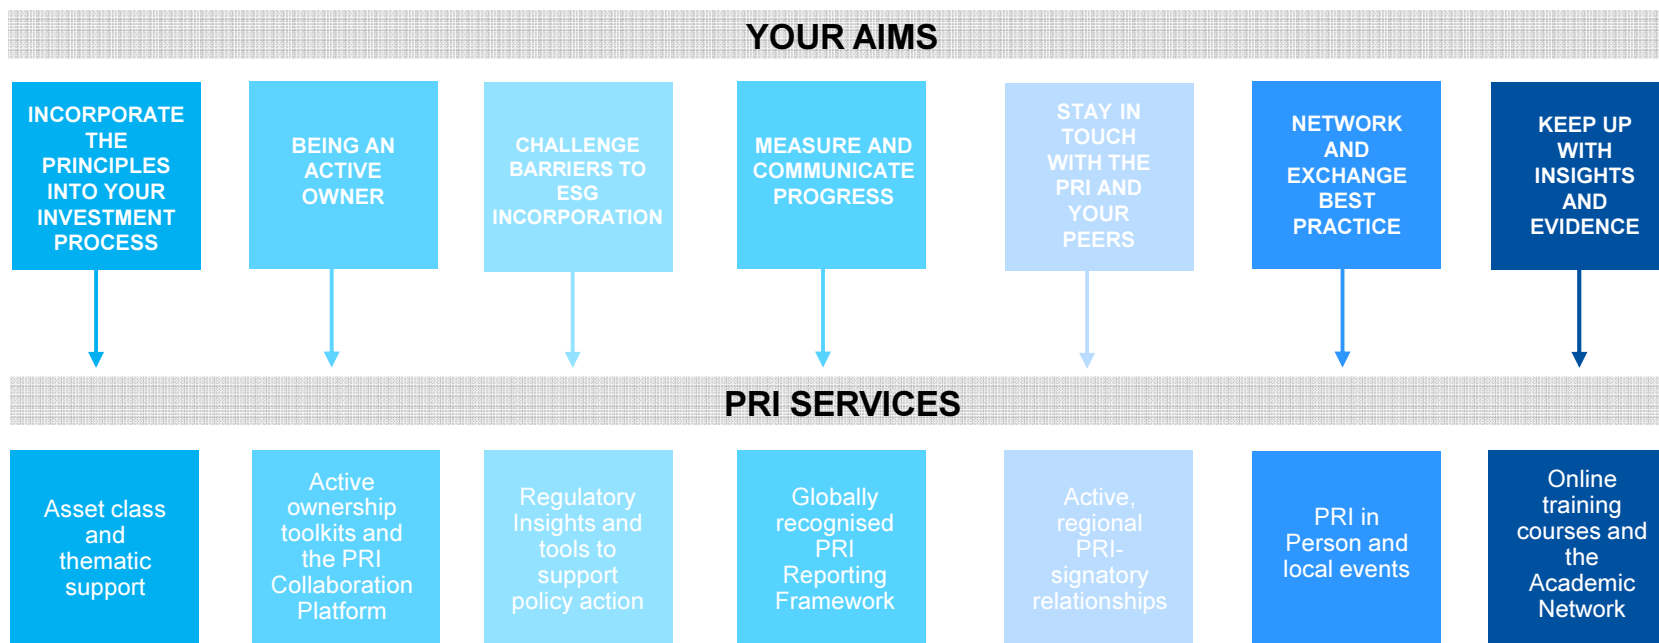 YOUR AIMS
INCORPORATE
THE
PRINCIPLES
INTO YOUR
INVESTMENT
PROCESS
BEING AN
ACTIVE
OWNER
CHALLENGE
BARRIERS TO
ESG
INCORPORATION
MEASURE AND
COMMUNICATE
PROGRESS
STAY IN
TOUCH
WITH THE
PRI AND
YOUR
PEERS
NETWORK
AND
EXCHANGE
BEST
PRACTICE
KEEP UP
WITH
INSIGHTS
AND
EVIDENCE
PRI SERVICES
Asset class
and
thematic
support
Active
ownership
toolkits and
the PRI
Collaboration
Platform
Regulatory
Insights and
tools to
support
policy action
Globally
recognised
PRI
Reporting
Framework
Active,
regional
PRI-
signatory
relationships
PRI in
Person and
local events
Online
training
courses and
the
Academic
Network